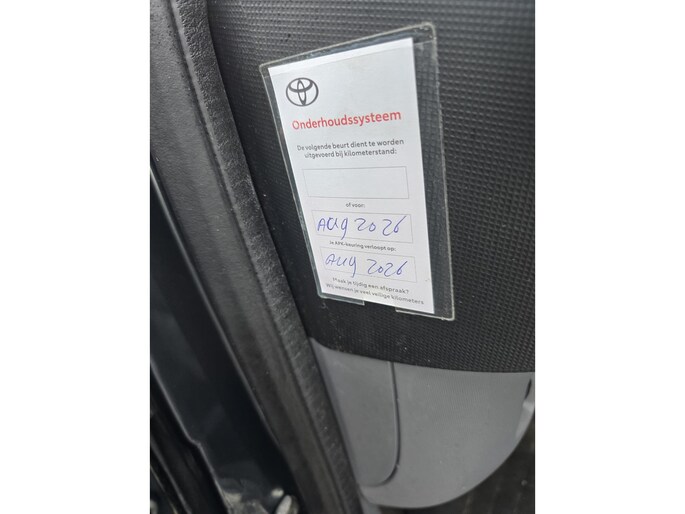 Onderhoudssysteem
De volgende beurt dient te worden
uitgevoerd bij kilometerstand:
of voor:
AUG 2026
Je APK-keuring verloopt op:
AUG 2026
Maak je tijdig een afspraak?
Wij wensen je veel veilige kilometers